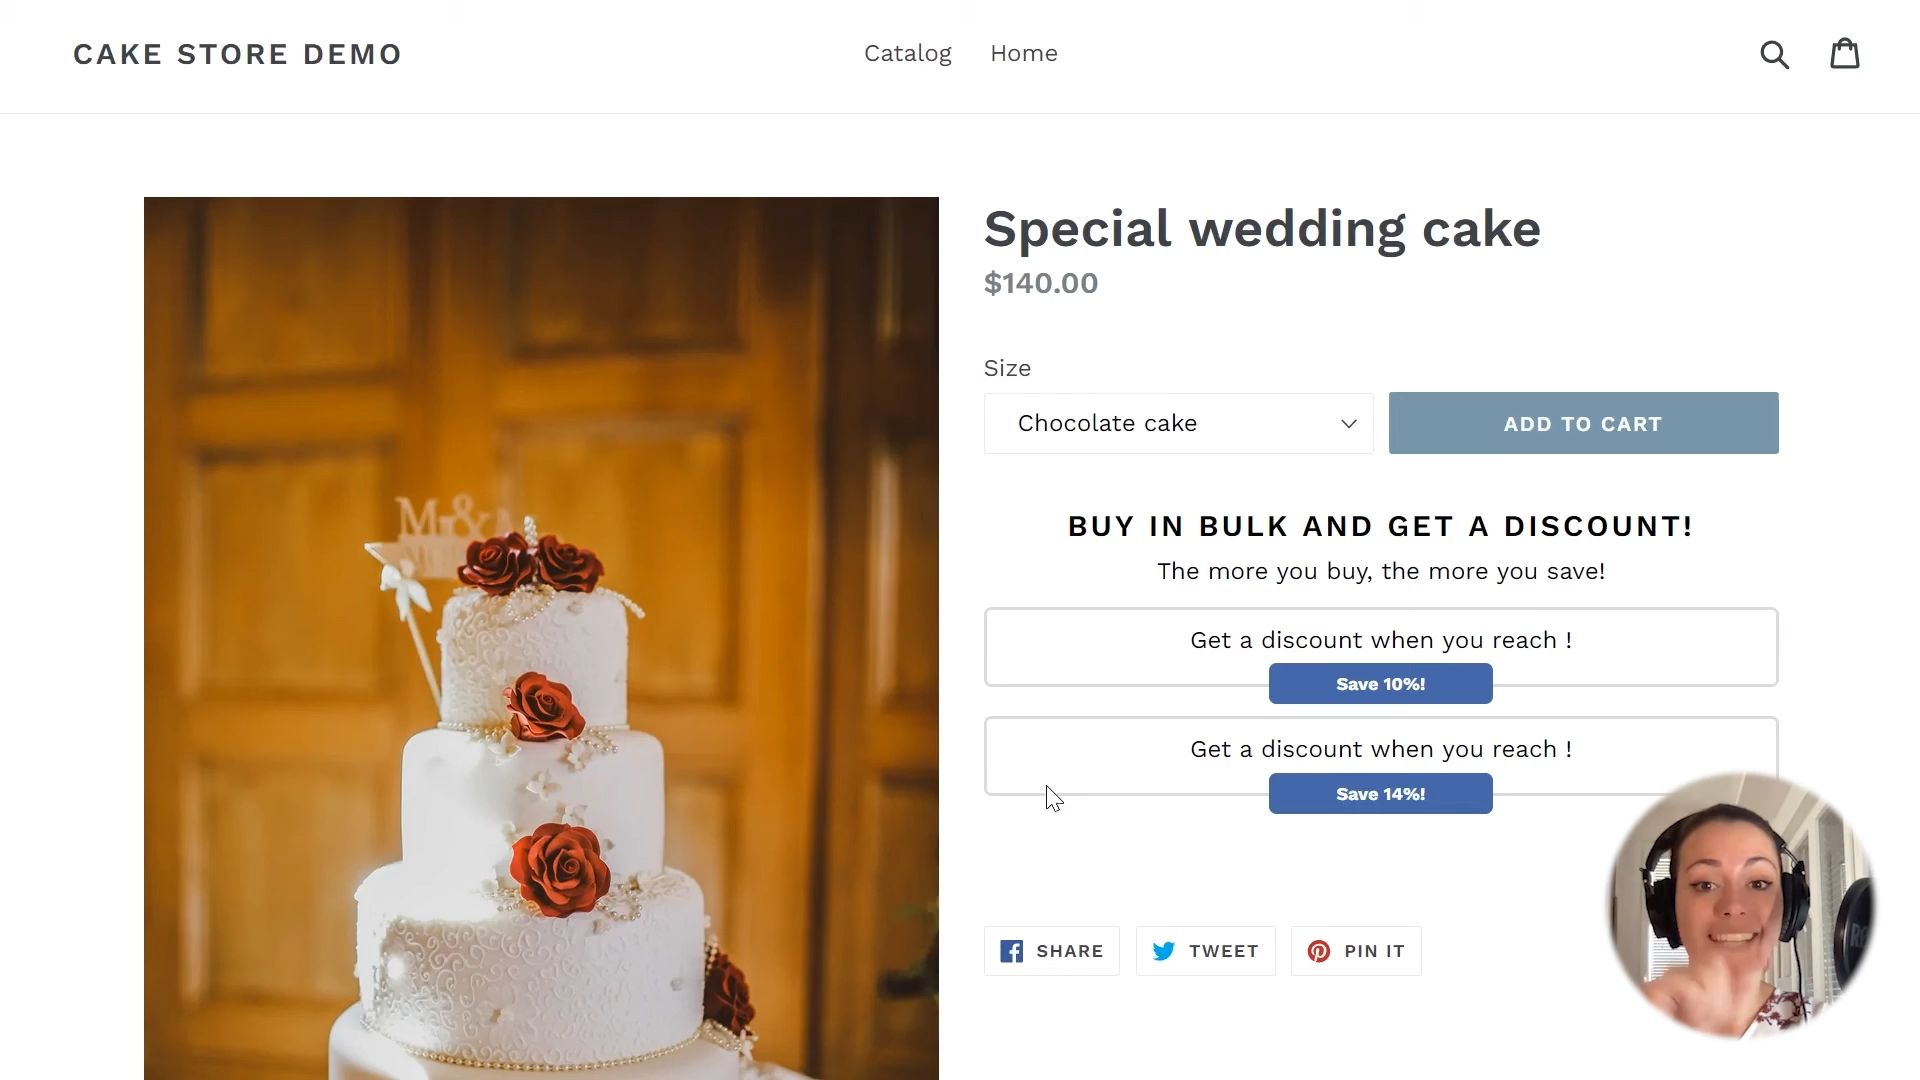 CAKE STORE DEMO
Catalog
Home
Special wedding cake
$140.00
Size
Chocolate cake
ADD TO CART
BUY IN BULK AND GET A DISCOUNT!
The more you buy, the more you save!
Get a discount when you reach !
Save 10%!
Get a discount when you reach !
Save 14%!
SHARE
TWEET
PIN IT